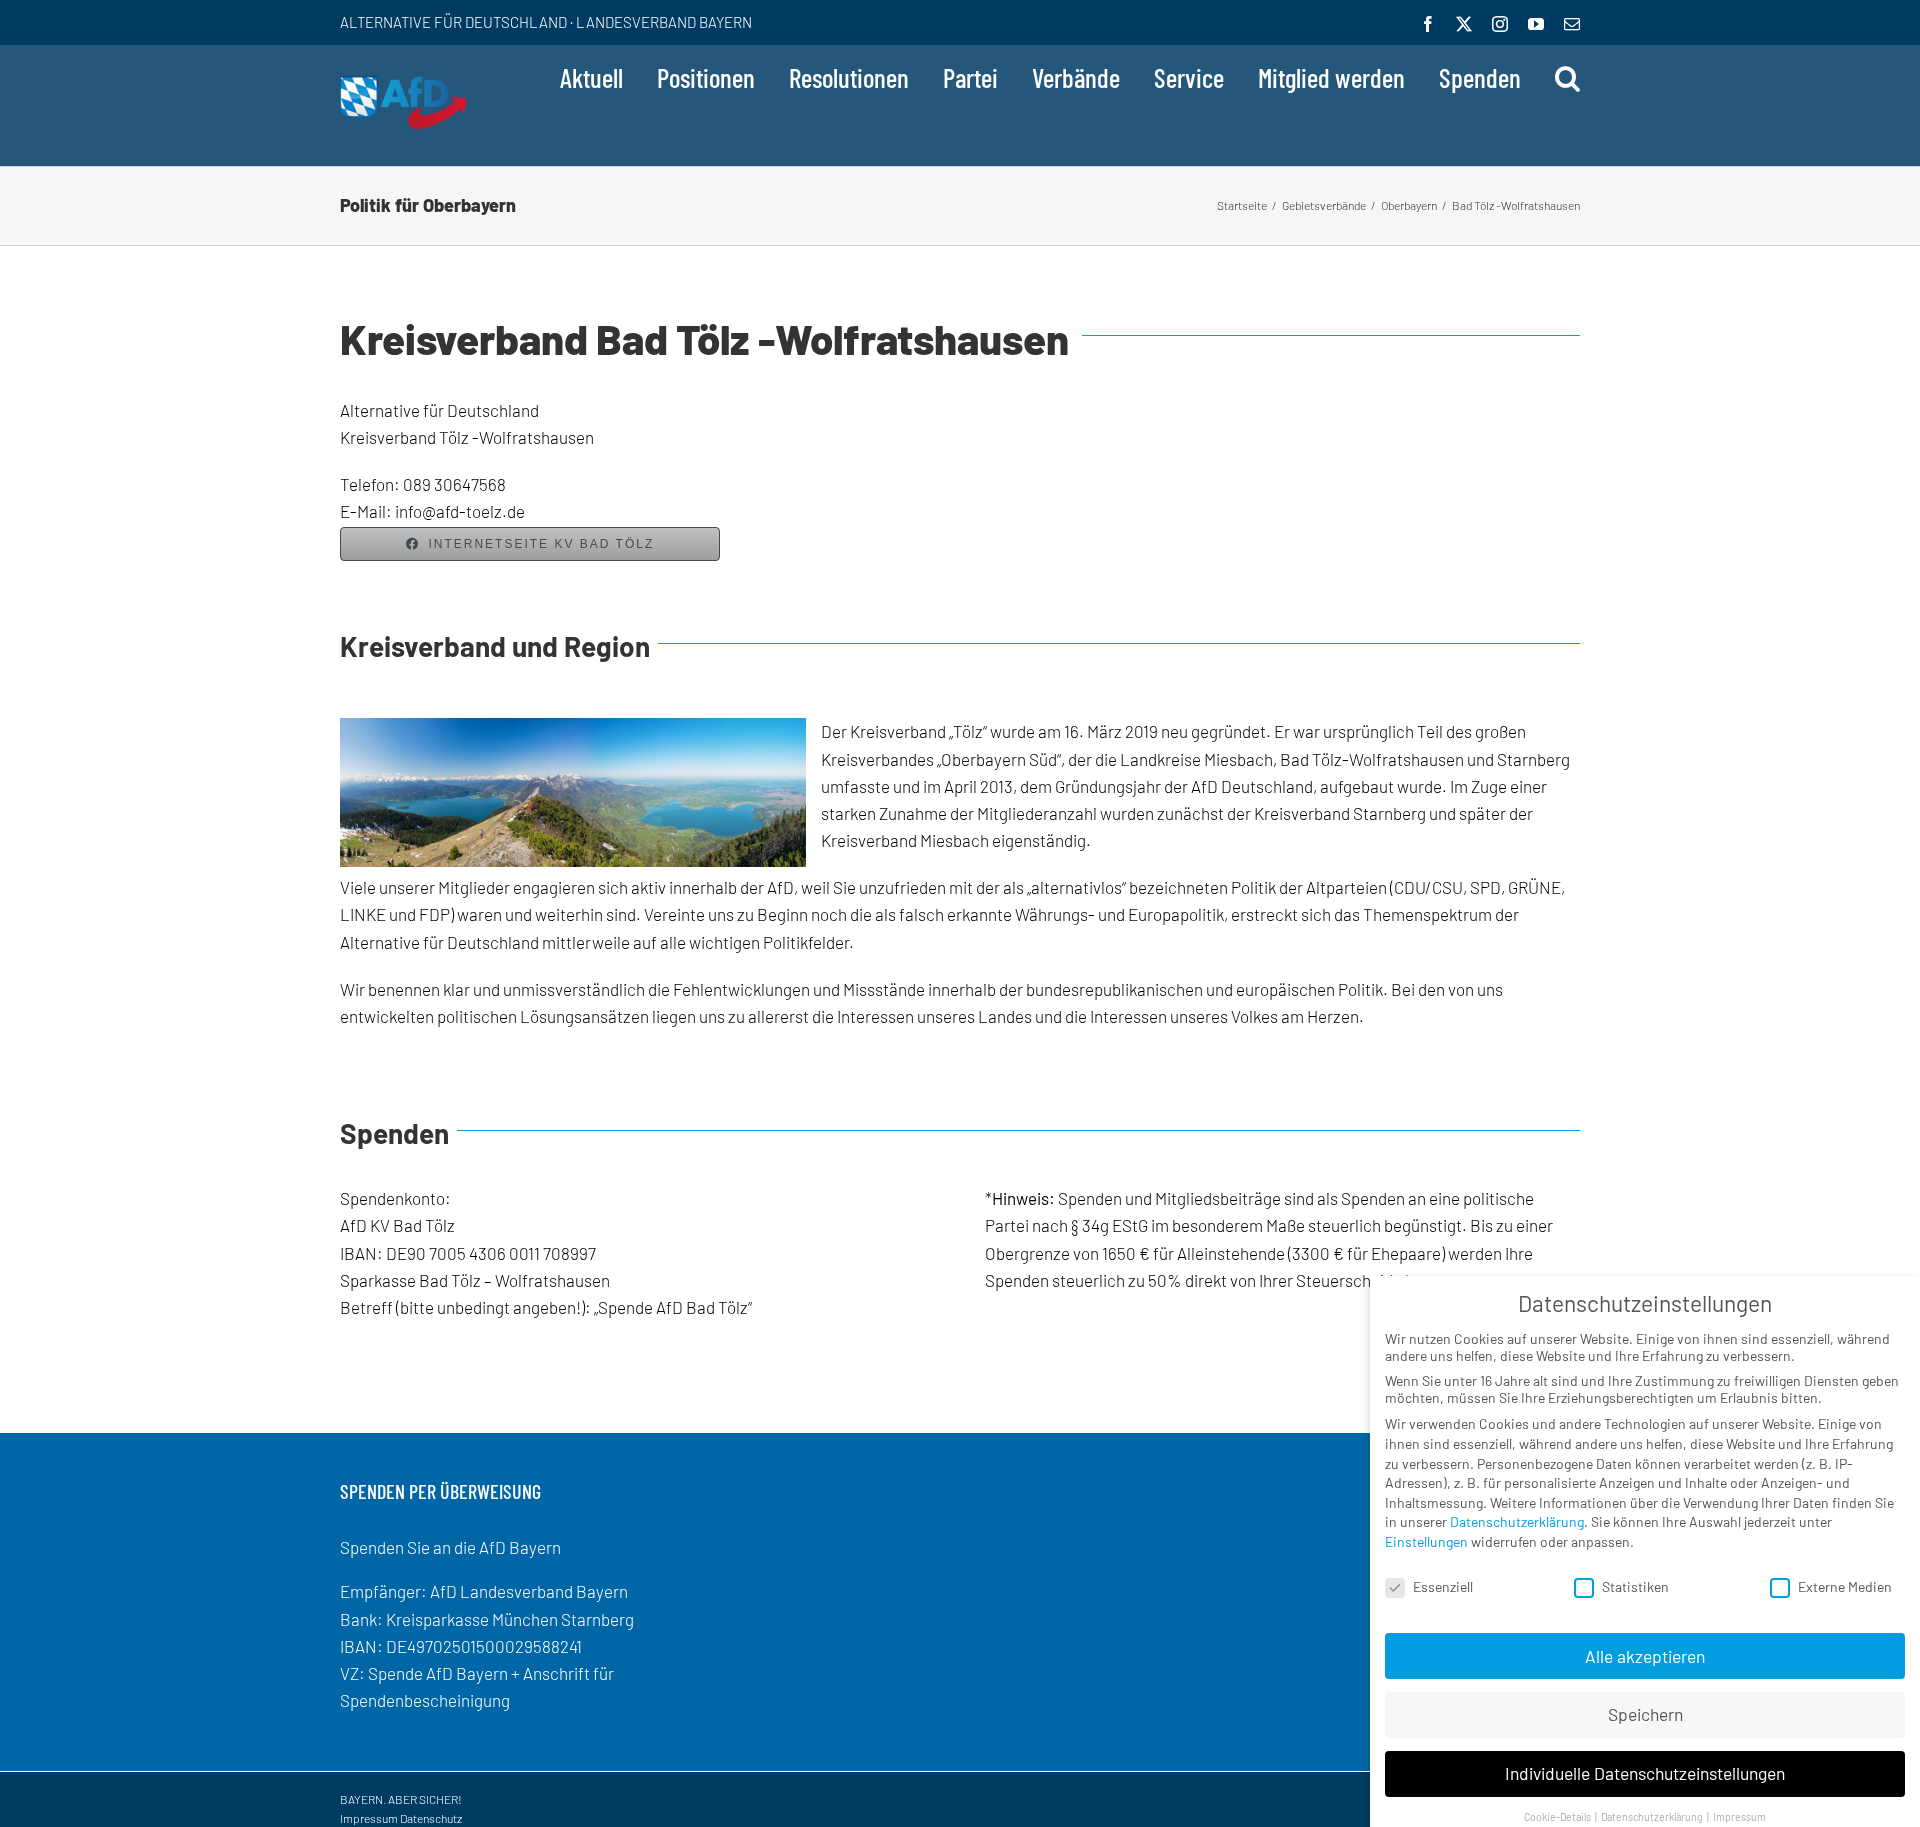 ALTERNATIVE FÜR DEUTSCHLAND · LANDESVERBAND BAYERN
AfD
Aktuell
Positionen
Resolutionen
Partei
Verbände
Service
Mitglied werden
Spenden
Politik für Oberbayern
Startseite / Gebietsverbände / Oberbayern / Bad Tölz -Wolfratshausen
Kreisverband Bad Tölz -Wolfratshausen
Alternative für Deutschland
Kreisverband Tölz -Wolfratshausen
Telefon: 089 30647568
E-Mail: info@afd-toelz.de
INTERNETSEITE KV BAD TÖLZ
Kreisverband und Region
Der Kreisverband „Tölz“ wurde am 16. März 2019 neu gegründet. Er war ursprünglich Teil des großen
Kreisverbandes „Oberbayern Süd“, der die Landkreise Miesbach, Bad Tölz-Wolfratshausen und Starnberg
umfasste und im April 2013, dem Gründungsjahr der AfD Deutschland, aufgebaut wurde. Im Zuge einer
starken Zunahme der Mitgliederanzahl wurden zunächst der Kreisverband Starnberg und später der
Kreisverband Miesbach eigenständig.
Viele unserer Mitglieder engagieren sich aktiv innerhalb der AfD, weil Sie unzufrieden mit der als „alternativlos“ bezeichneten Politik der Altparteien (CDU/CSU, SPD, GRÜNE,
LINKE und FDP) waren und weiterhin sind. Vereinte uns zu Beginn noch die als falsch erkannte Währungs- und Europapolitik, erstreckt sich das Themenspektrum der
Alternative für Deutschland mittlerweile auf alle wichtigen Politikfelder.
Wir benennen klar und unmissverständlich die Fehlentwicklungen und Missstände innerhalb der bundesrepublikanischen und europäischen Politik. Bei den von uns
entwickelten politischen Lösungsansätzen liegen uns zu allererst die Interessen unseres Landes und die Interessen unseres Volkes am Herzen.
Spenden
Spendenkonto:
AfD KV Bad Tölz
IBAN: DE90 7005 4306 0011 708997
Sparkasse Bad Tölz – Wolfratshausen
Betreff (bitte unbedingt angeben!): „Spende AfD Bad Tölz“
*Hinweis: Spenden und Mitgliedsbeiträge sind als Spenden an eine politische
Partei nach § 34g EStG im besonderem Maße steuerlich begünstigt. Bis zu einer
Obergrenze von 1650 € für Alleinstehende (3300 € für Ehepaare) werden Ihre
Spenden steuerlich zu 50% direkt von Ihrer
Datenschutzeinstellungen
Wir nutzen Cookies auf unserer Website. Einige von ihnen sind essenziell, während
andere uns helfen, diese Website und Ihre Erfahrung zu verbessern.
Wenn Sie unter 16 Jahre alt sind und Ihre Zustimmung zu freiwilligen Diensten geben
möchten, müssen Sie Ihre Erziehungsberechtigten um Erlaubnis bitten.
Wir verwenden Cookies und andere Technologien auf unserer Website. Einige von
ihnen sind essenziell, während andere uns helfen, diese Website und Ihre Erfahrung
zu verbessern. Personenbezogene Daten können verarbeitet werden (z. B. IP-
Adressen), z. B. für personalisierte Anzeigen und Inhalte oder Anzeigen- und
Inhaltsmessung. Weitere Informationen über die Verwendung Ihrer Daten finden Sie
in unserer Datenschutzerklärung. Sie können Ihre Auswahl jederzeit unter
Einstellungen widerrufen oder anpassen.
Essenziell
Statistiken
Externe Medien
Alle akzeptieren
Speichern
Individuelle Datenschutzeinstellungen
Cookie-Details | Datenschutzerklärung | Impressum
SPENDEN PER ÜBERWEISUNG
Spenden Sie an die AfD Bayern
Empfänger: AfD Landesverband Bayern
Bank: Kreisparkasse München Starnberg
IBAN: DE49702501500029588241
VZ: Spende AfD Bayern + Anschrift für
Spendenbescheinigung
BAYERN. ABER SICHER!
Impressum Datenschutz